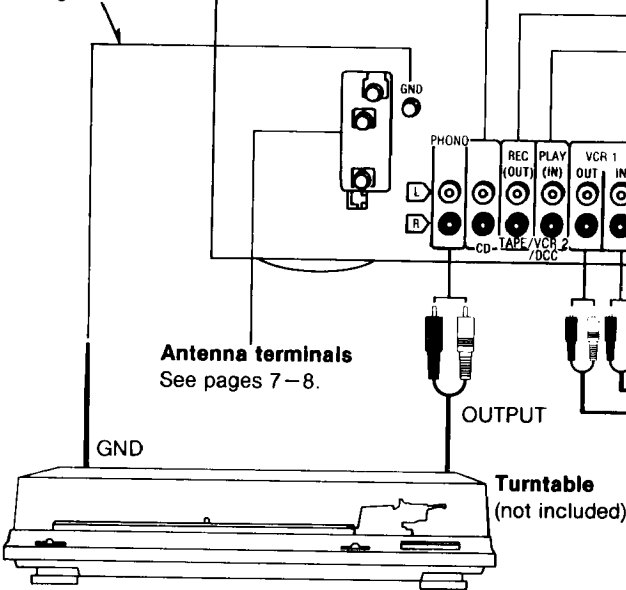 GND
PHONO
REC
(OUT)
PLAY
(IN)
VCR 1
OUT
IN
L
R
CD
TAPE/VCR 2
/DCC
Antenna terminals
See pages 7–8.
OUTPUT
GND
Turntable
(not included)